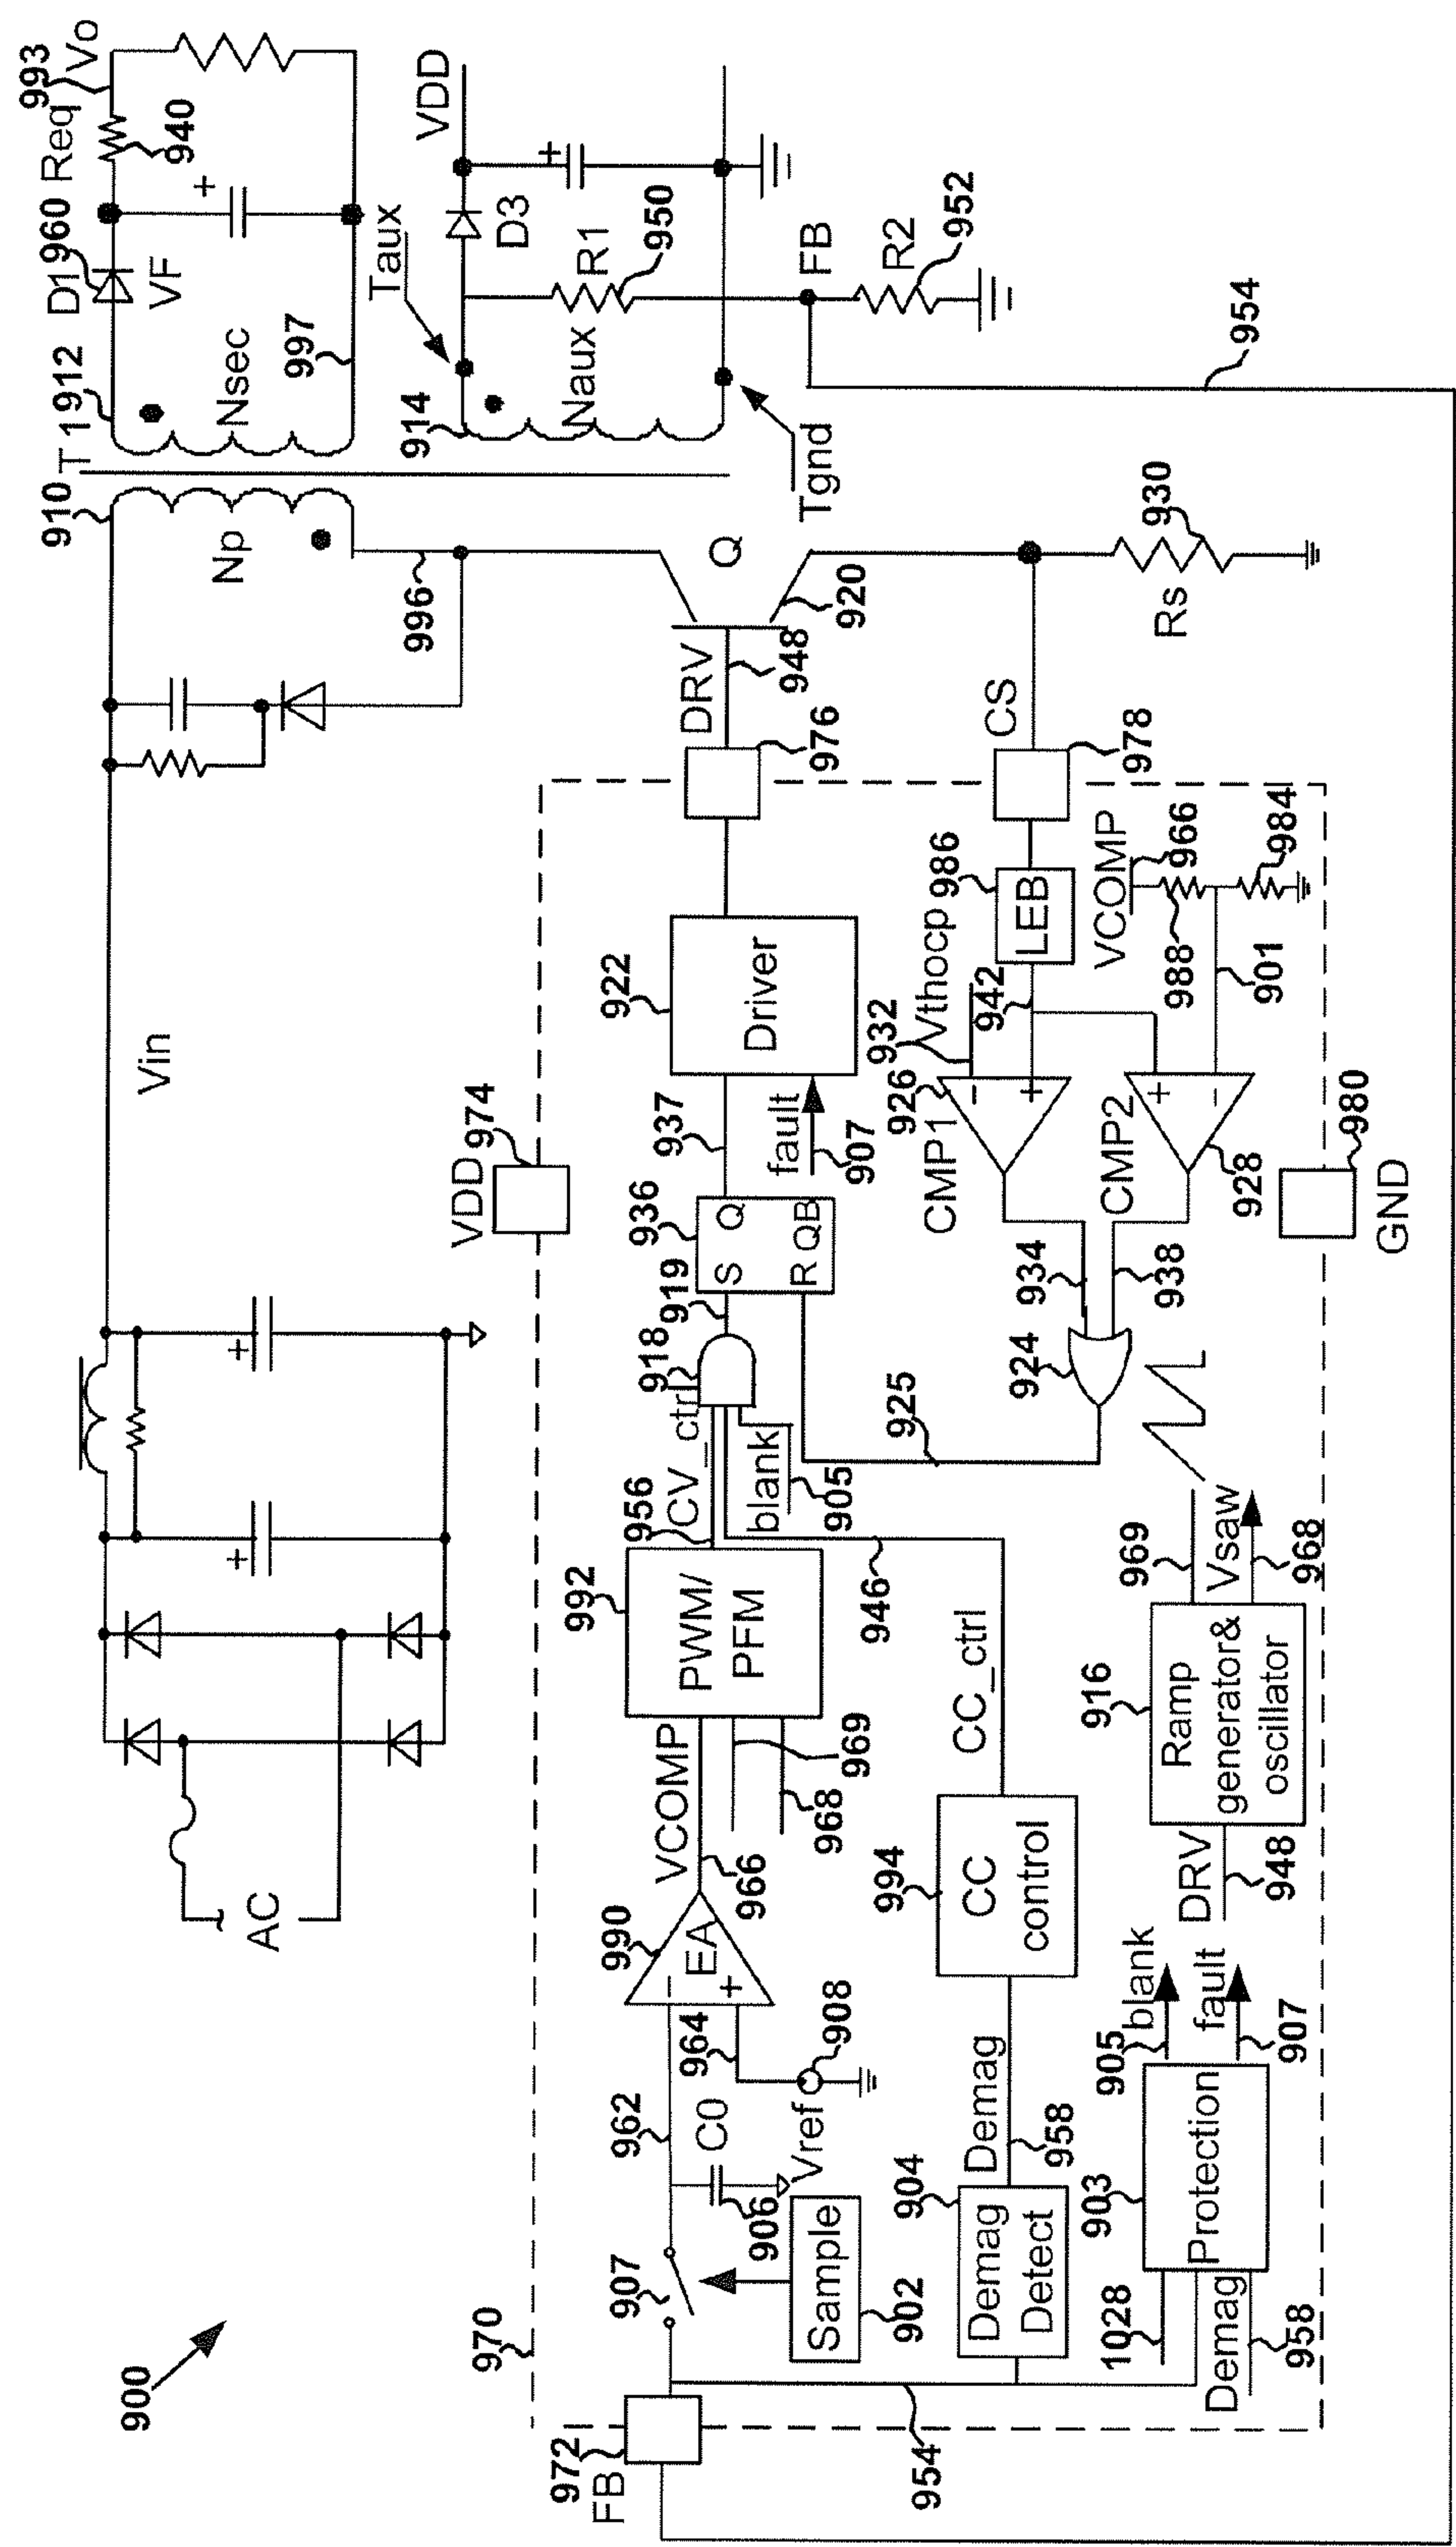 900
AC
Vin
910
T1
912
D1
960
Req
993
Vo
940
VF
Np
Nsec
997
996
Taux
914
Naux
D3
VDD
R1
950
Tgnd
FB
R2
952
954
Q
920
Rs
930
970
VDD
974
972
FB
954
907
Sample
902
962
C0
906
Vref
908
964
990
EA
-
+
VCOMP
966
969
968
992
PWM/
PFM
956
CV_ctrl
blank
905
918
919
936
S
Q
R
QB
937
fault
907
922
Driver
DRV
948
976
904
Demag
Detect
Demag
958
994
CC
control
CC_ctrl
946
925
924
934
938
CMP1
926
-
+
932
Vthocp
942
CMP2
928
+
-
986
LEB
CS
978
VCOMP
966
988
984
901
903
Protection
1028
Demag
958
905
blank
fault
907
DRV
948
916
Ramp
generator&
oscillator
969
Vsaw
968
980
GND
+
+
+
+